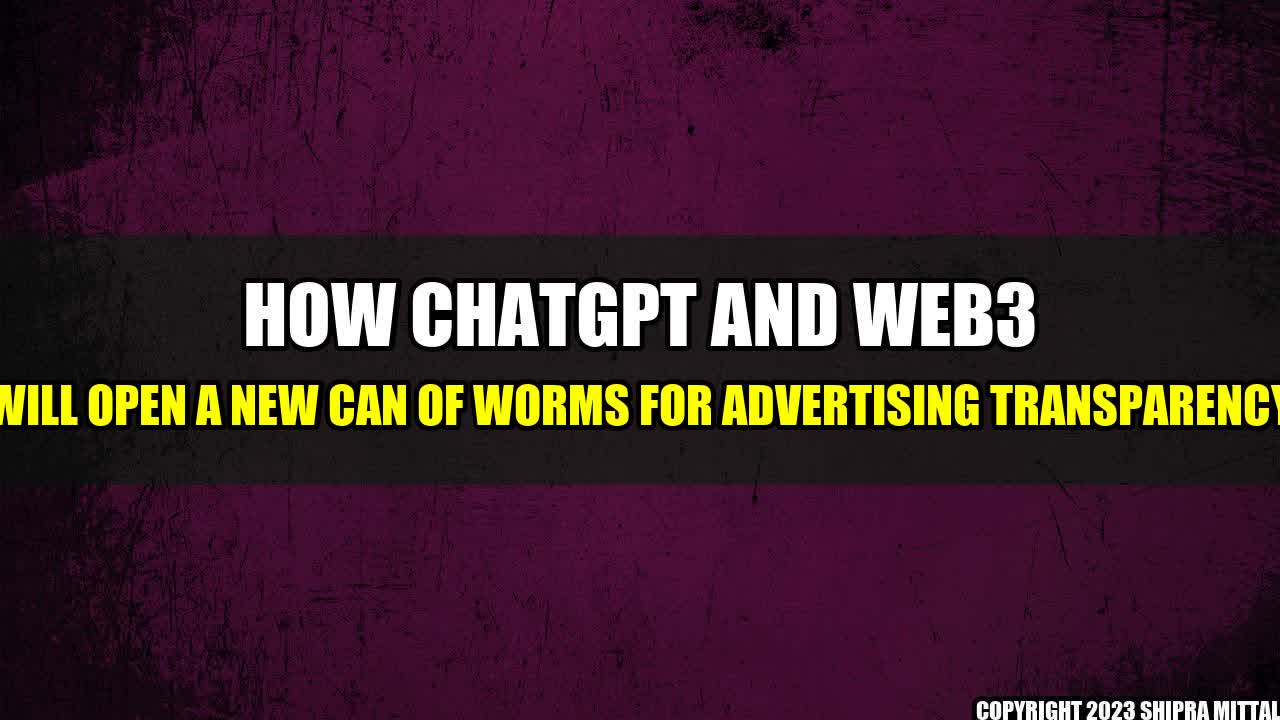 HOW CHATGPT AND WEB3
WILL OPEN A NEW CAN OF WORMS FOR ADVERTISING TRANSPARENCY
COPYRIGHT 2023 SHIPRA MITTAL